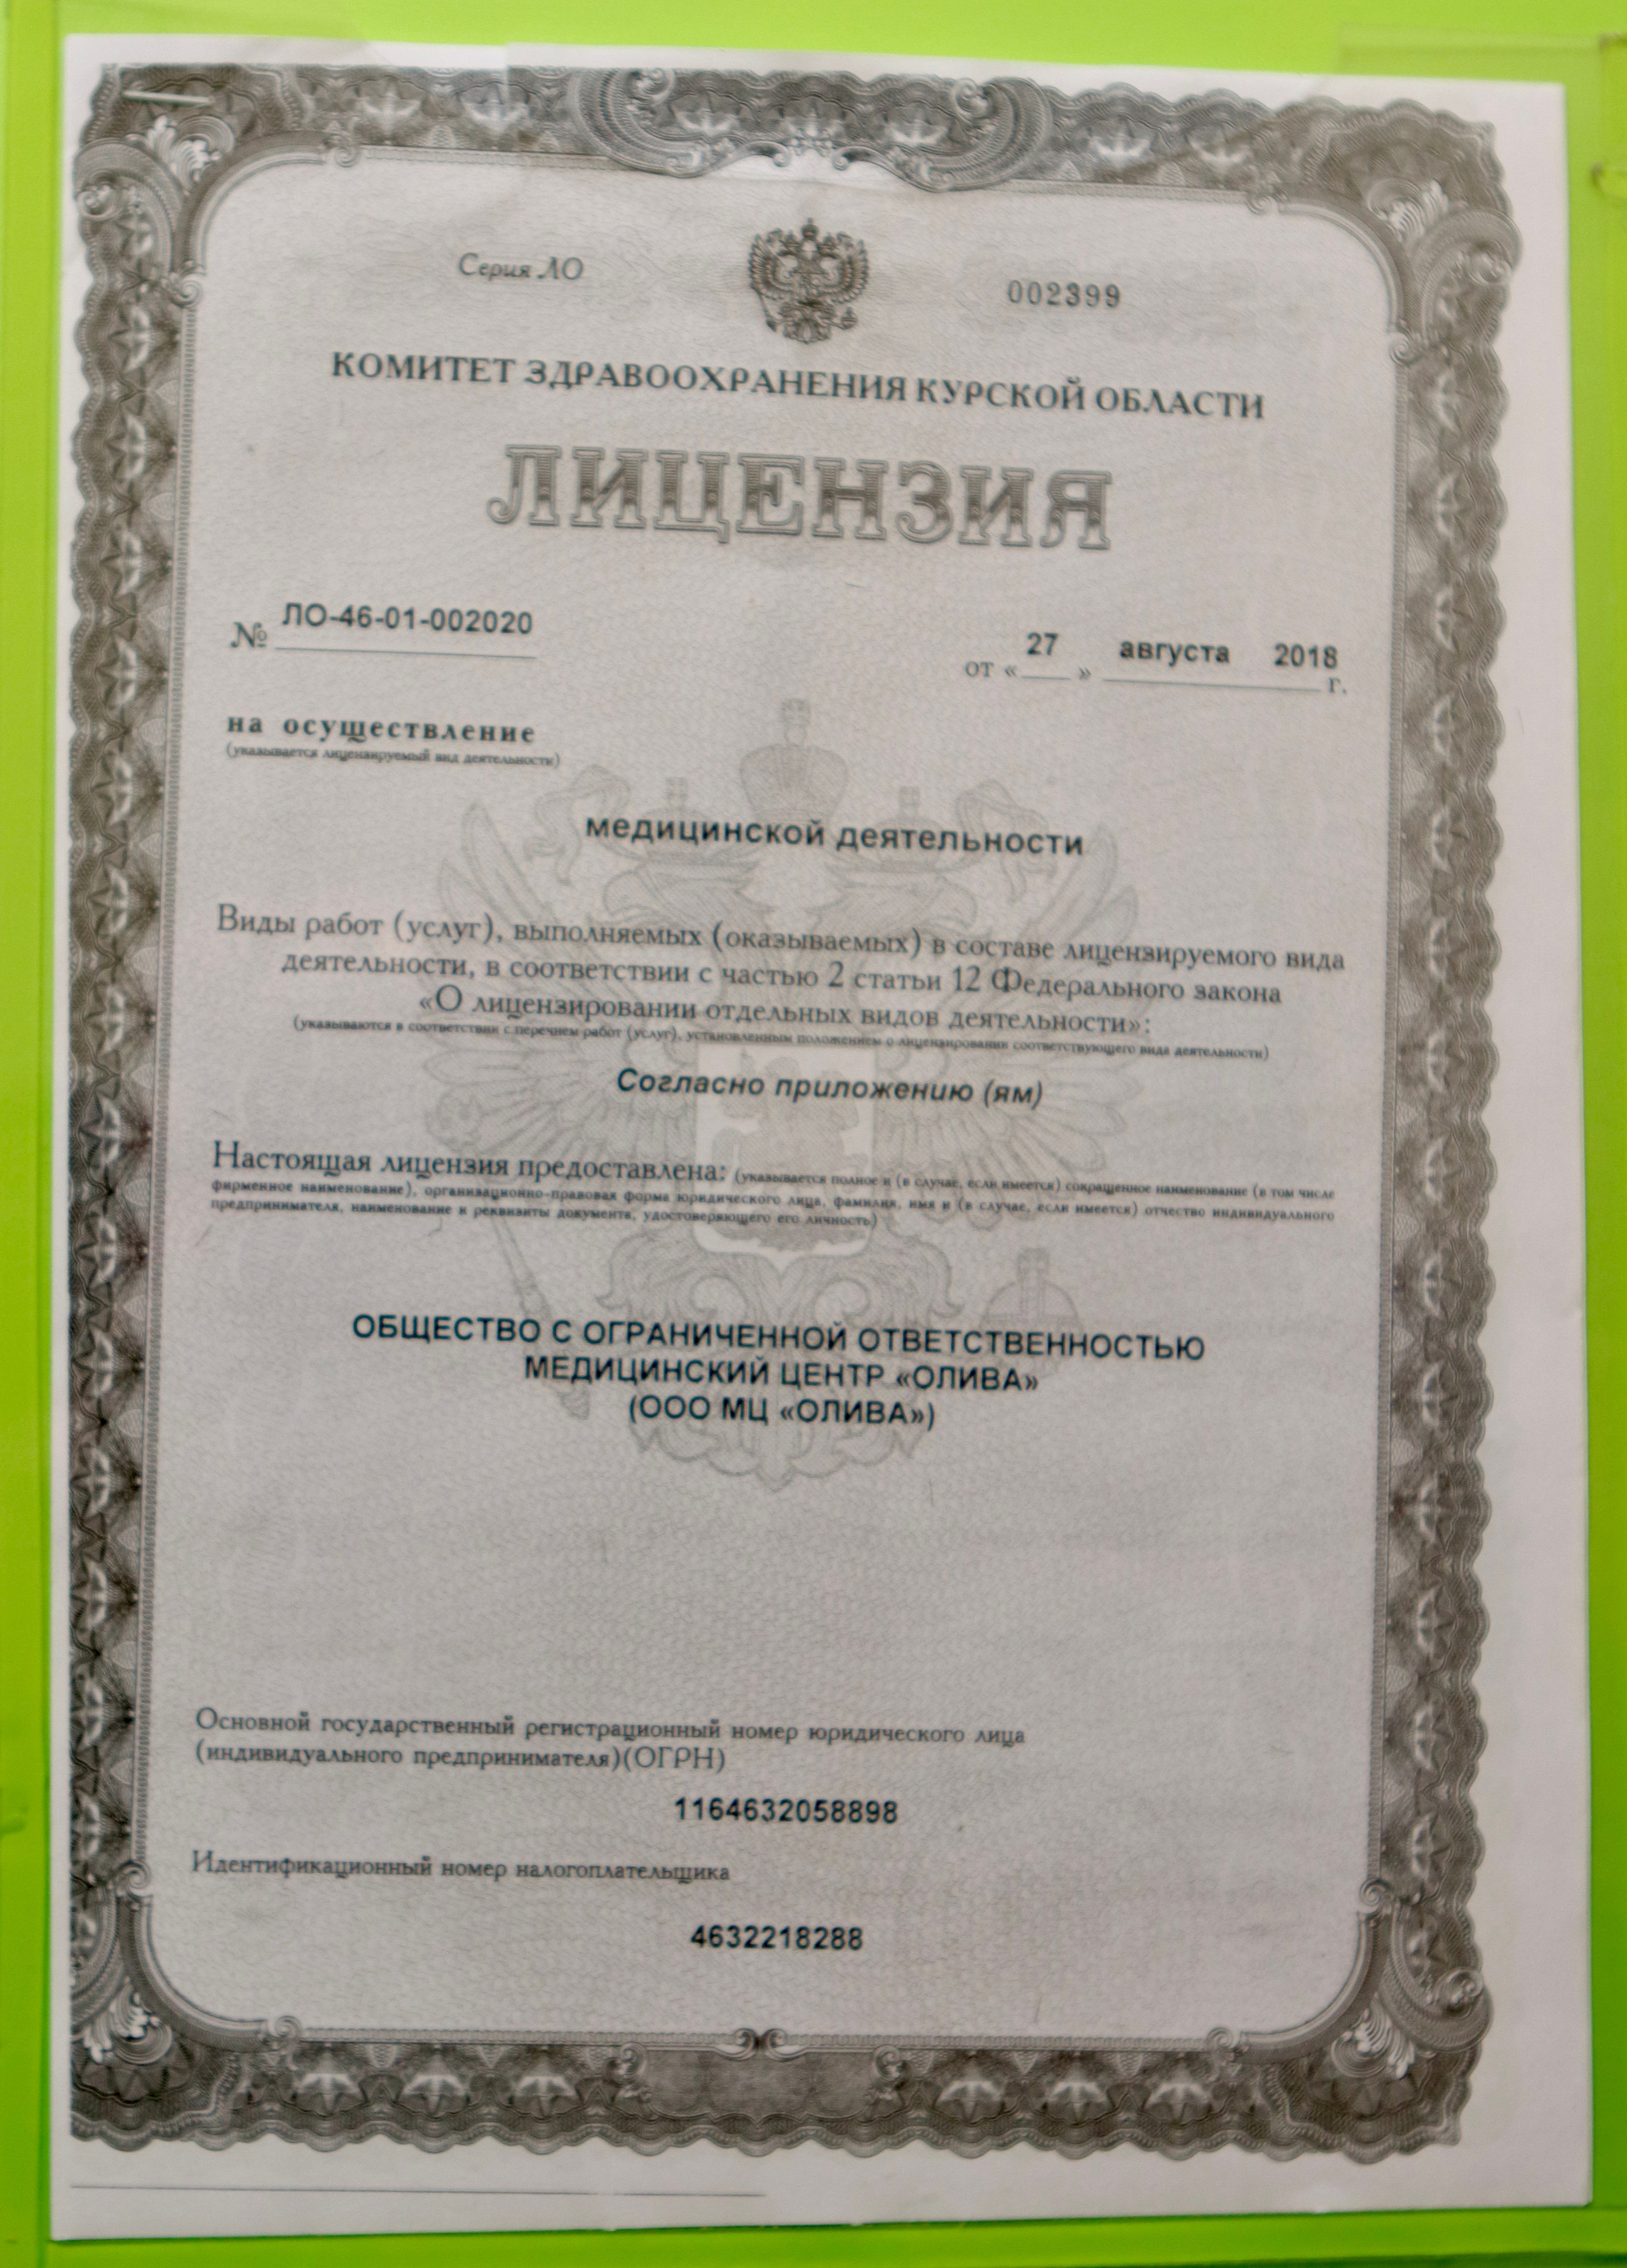 Серия ЛО
002399
КОМИТЕТ ЗДРАВООХРАНЕНИЯ КУРСКОЙ ОБЛАСТИ
ЛИЦЕНЗИЯ
№ ЛО-46-01-002020
от « 27 » августа 2018 г.
на осуществление
(указывается лицензируемый вид деятельности)
медицинской деятельности
Виды работ (услуг), выполняемых (оказываемых) в составе лицензируемого вида
деятельности, в соответствии с частью 2 статьи 12 Федерального закона
«О лицензировании отдельных видов деятельности»:
(указываются в соответствии с перечнем работ (услуг), установленным положением о лицензировании соответствующего вида деятельности)
Согласно приложению (ям)
Настоящая лицензия предоставлена: (указывается полное и (в случае, если имеется) сокращенное наименование (в том числе
фирменное наименование), организационно-правовая форма юридического лица, фамилия, имя и (в случае, если имеется) отчество индивидуального
предпринимателя, наименование и реквизиты документа, удостоверяющего его личность)
ОБЩЕСТВО С ОГРАНИЧЕННОЙ ОТВЕТСТВЕННОСТЬЮ
МЕДИЦИНСКИЙ ЦЕНТР «ОЛИВА»
(ООО МЦ «ОЛИВА»)
Основной государственный регистрационный номер юридического лица
(индивидуального предпринимателя)(ОГРН)
1164632058898
Идентификационный номер налогоплательщика
4632218288